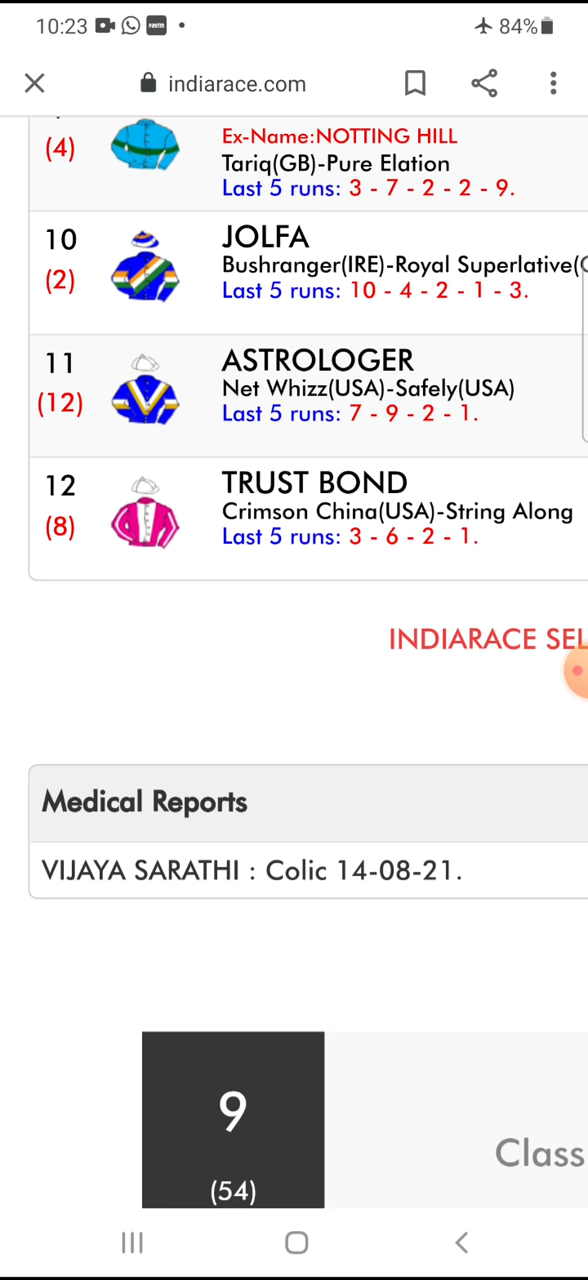 10:23
Paytm
84%
indiarace.com
(4)
Ex-Name:NOTTING HILL
Tariq(GB)-Pure Elation
Last 5 runs: 3 - 7 - 2 - 2 - 9.
10
JOLFA
(2)
Bushranger(IRE)-Royal Superlative(
Last 5 runs: 10 - 4 - 2 - 1 - 3.
11
ASTROLOGER
(12)
Net Whizz(USA)-Safely(USA)
Last 5 runs: 7 - 9 - 2 - 1.
12
TRUST BOND
(8)
Crimson China(USA)-String Along
Last 5 runs: 3 - 6 - 2 - 1.
INDIARACE SEL
Medical Reports
VIJAYA SARATHI : Colic 14-08-21.
9
(54)
Class